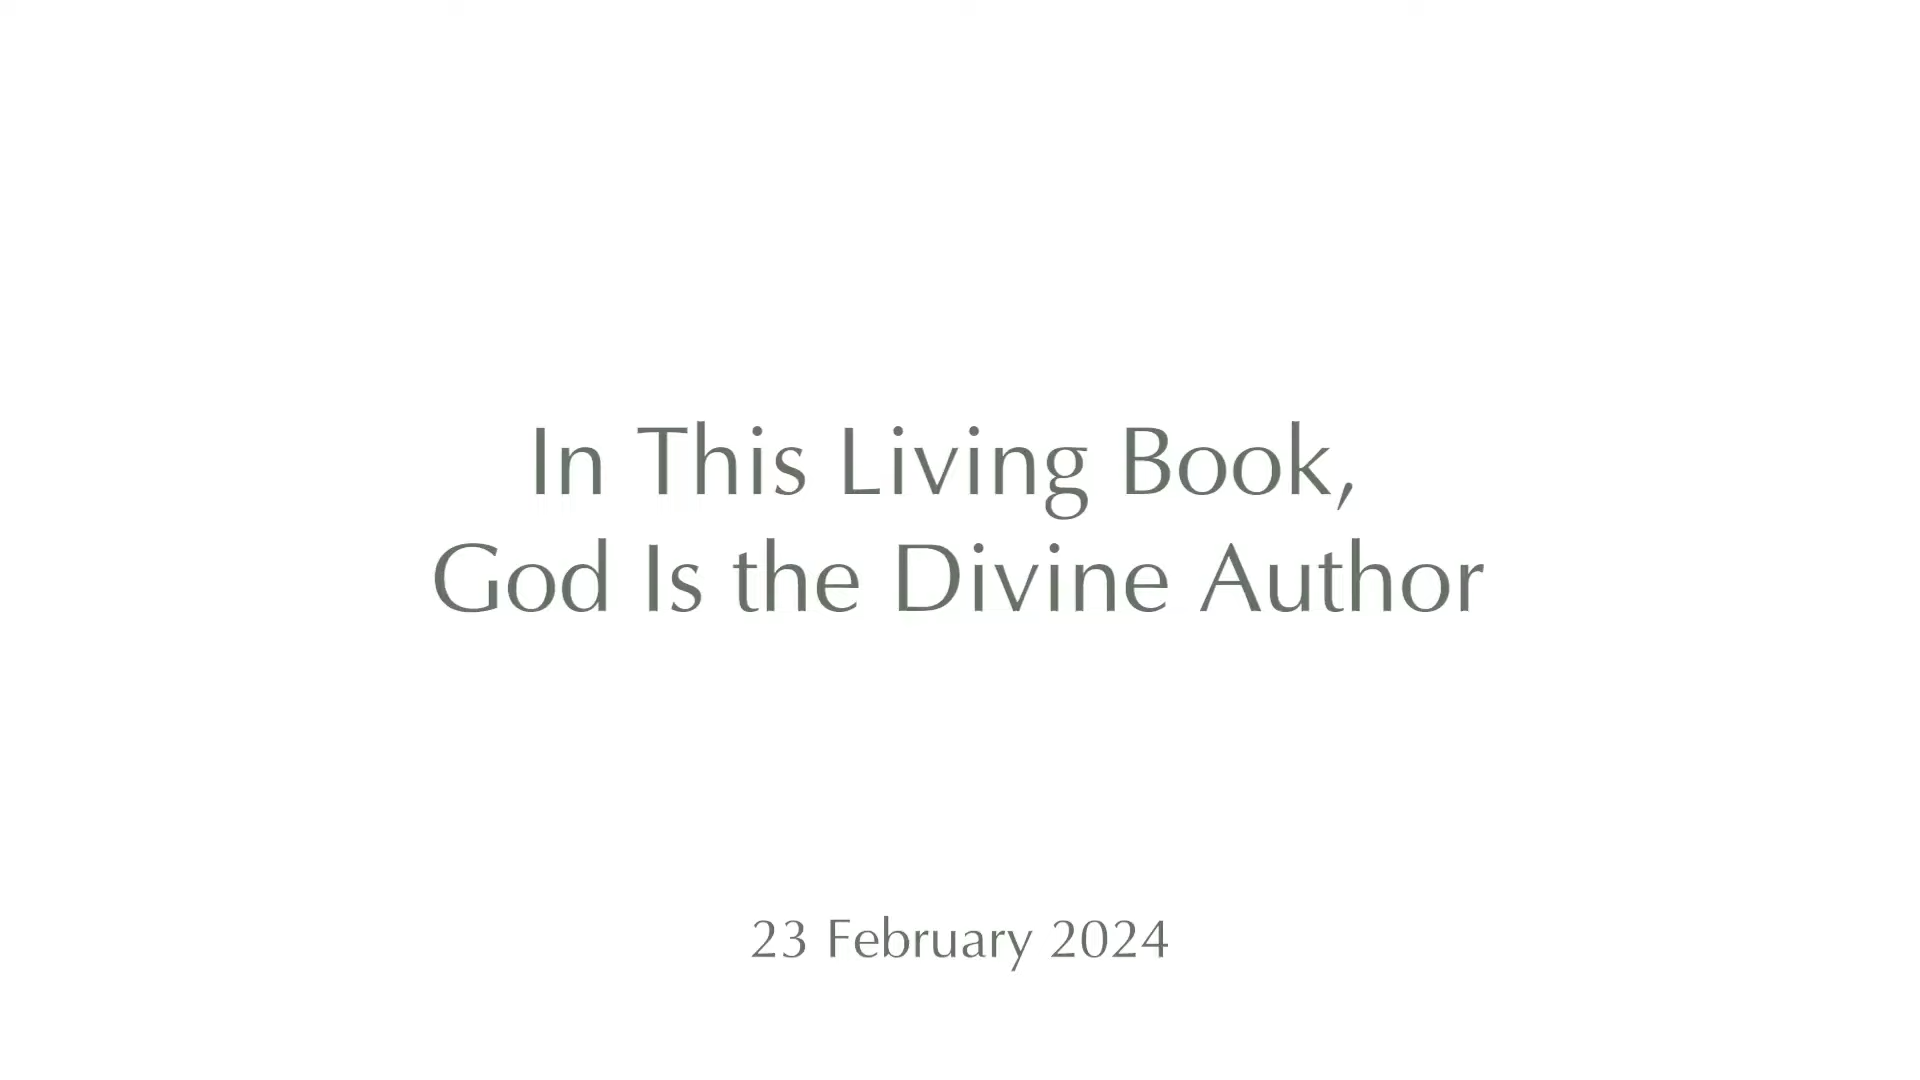 In This Living Book,
God Is the Divine Author
23 February 2024